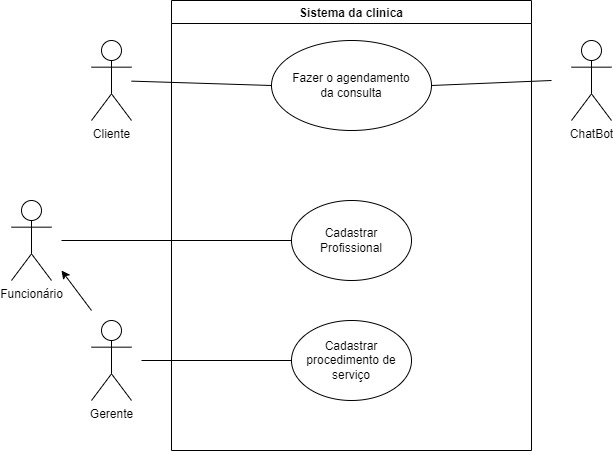 Sistema da clinica
Fazer o agendamento
da consulta
Cliente
ChatBot
Cadastrar
Profissional
Funcionário
Cadastrar
procedimento de
serviço
Gerente